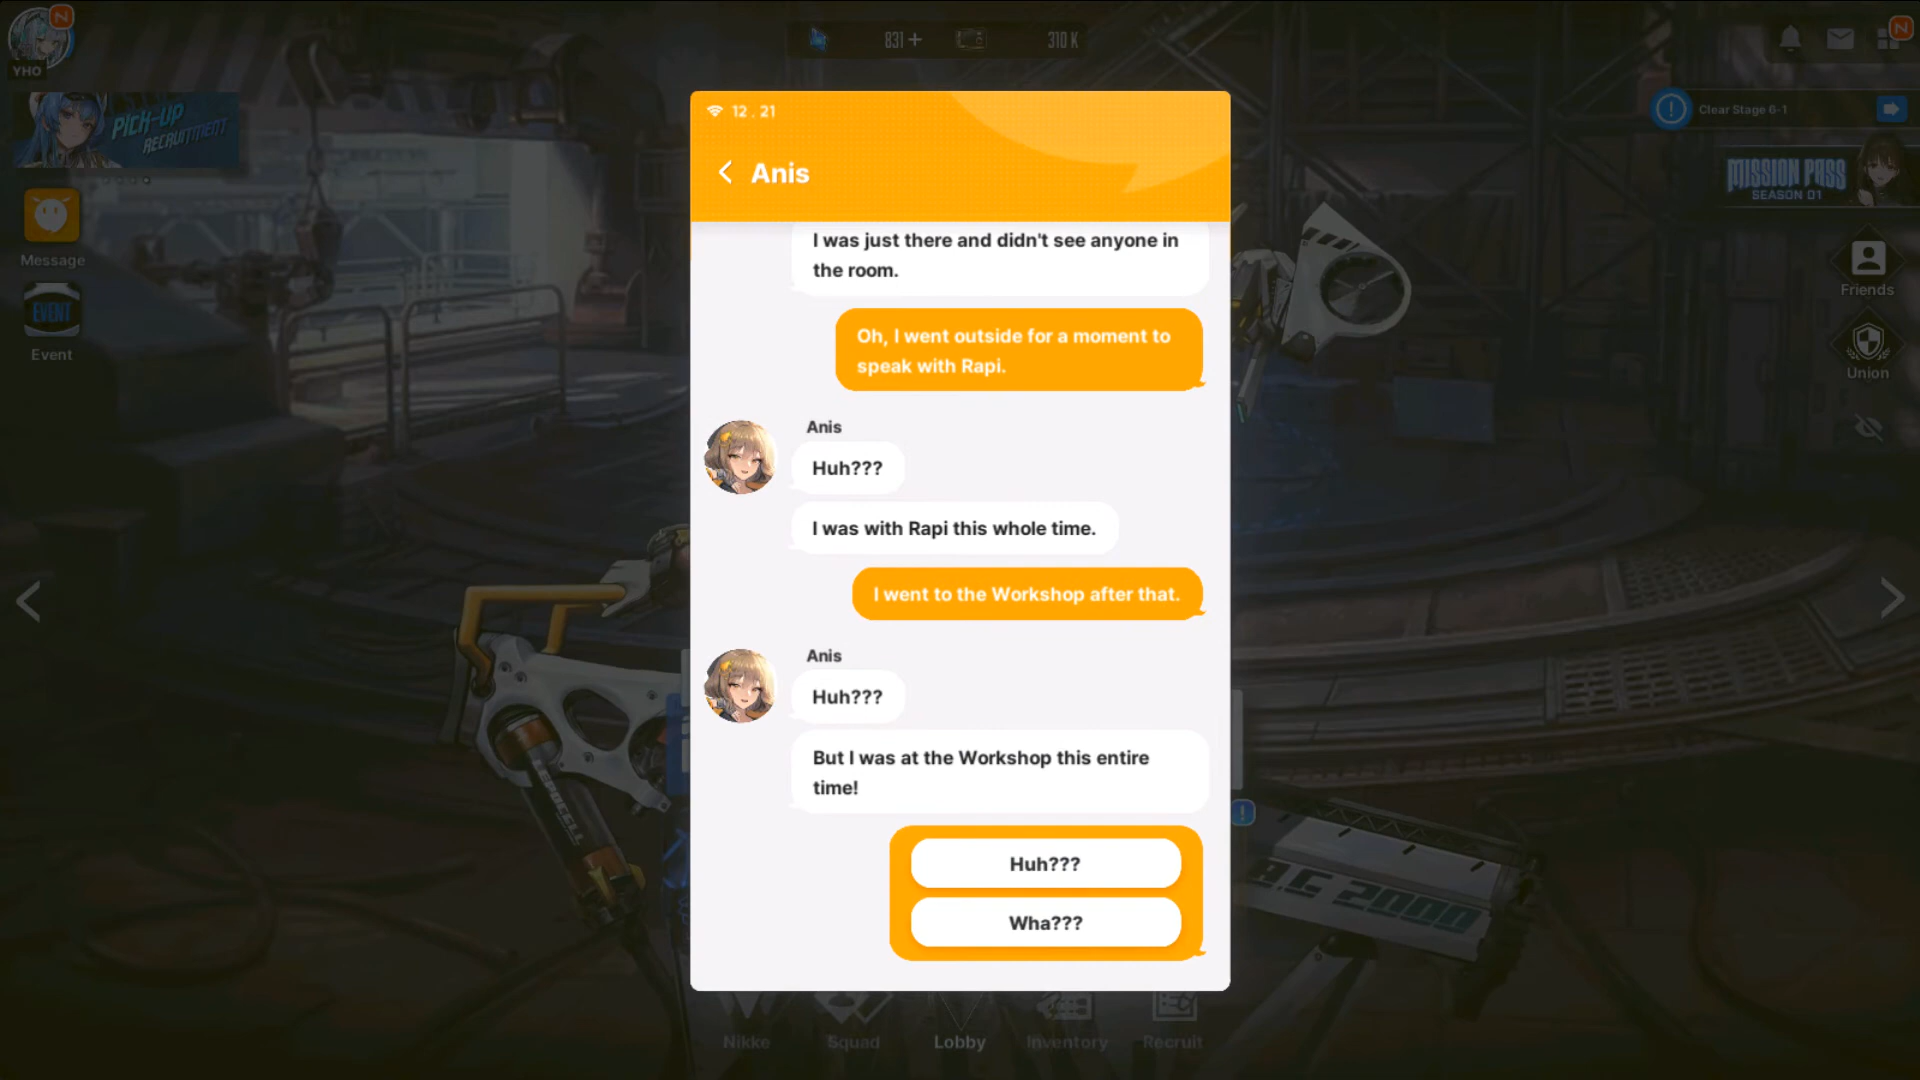 N
YHO
831+
310 K
N
PICK-UP
RECRUITMENT
Message
EVENT
Event
Clear Stage 6-1
MISSION PASS
SEASON 01
Friends
Union
12 . 21
Anis
I was just there and didn't see anyone in
the room.
Oh, I went outside for a moment to
speak with Rapi.
Anis
Huh???
I was with Rapi this whole time.
I went to the Workshop after that.
Anis
Huh???
But I was at the Workshop this entire
time!
Huh???
Wha???
Nikke
Squad
Lobby
Inventory
Recruit